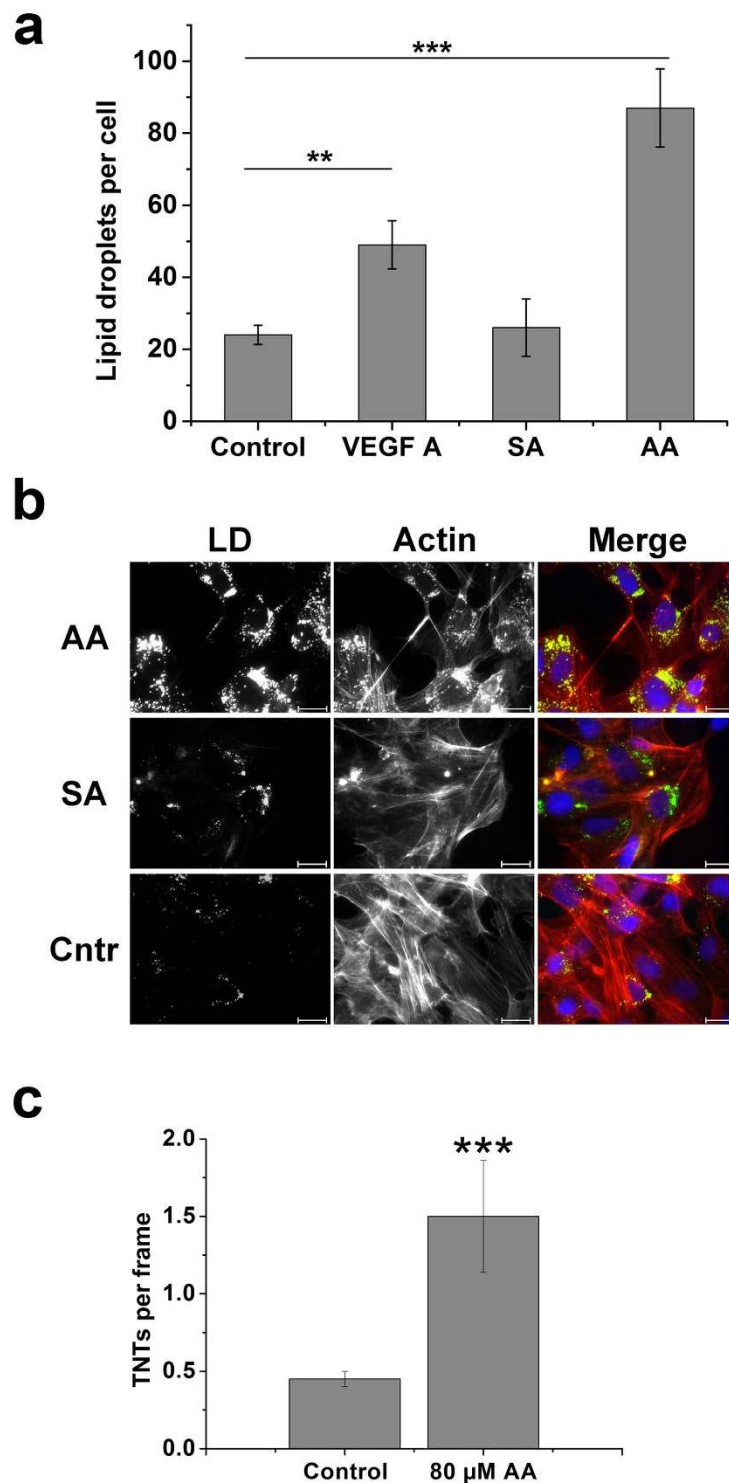 a
***
**
100
80
60
40
20
0
Lipid droplets per cell
Control VEGF A SA AA
b
LD Actin Merge
AA
SA
Cntr
c
***
2.0
1.5
1.0
0.5
0.0
TNTs per frame
Control 80 µM AA